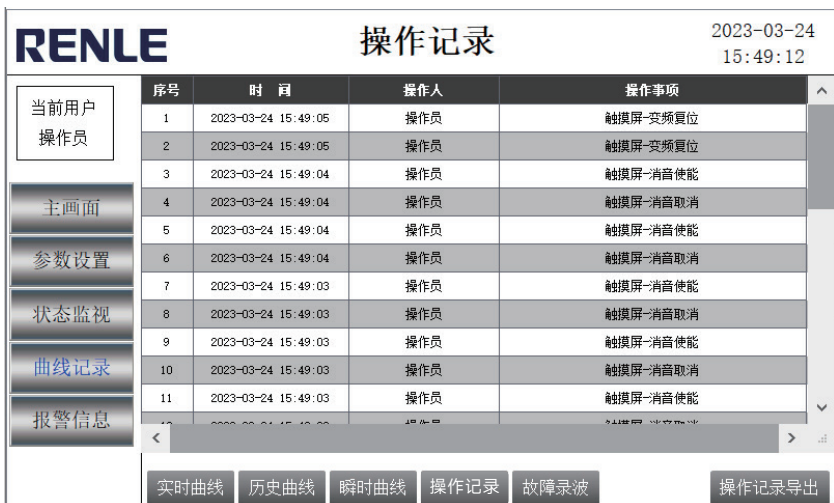 RENLE
操作记录
2023-03-24
15:49:12
当前用户
操作员
主画面
参数设置
状态监视
曲线记录
报警信息
序号 时 间 操作人 操作事项
1 2023-03-24 15:49:05 操作员 触摸屏-变频复位
2 2023-03-24 15:49:05 操作员 触摸屏-变频复位
3 2023-03-24 15:49:04 操作员 触摸屏-消音使能
4 2023-03-24 15:49:04 操作员 触摸屏-消音取消
5 2023-03-24 15:49:04 操作员 触摸屏-消音使能
6 2023-03-24 15:49:04 操作员 触摸屏-消音取消
7 2023-03-24 15:49:03 操作员 触摸屏-消音使能
8 2023-03-24 15:49:03 操作员 触摸屏-消音取消
9 2023-03-24 15:49:03 操作员 触摸屏-消音使能
10 2023-03-24 15:49:03 操作员 触摸屏-消音取消
11 2023-03-24 15:49:03 操作员 触摸屏-消音使能
实时曲线 历史曲线 瞬时曲线 操作记录 故障录波 操作记录导出